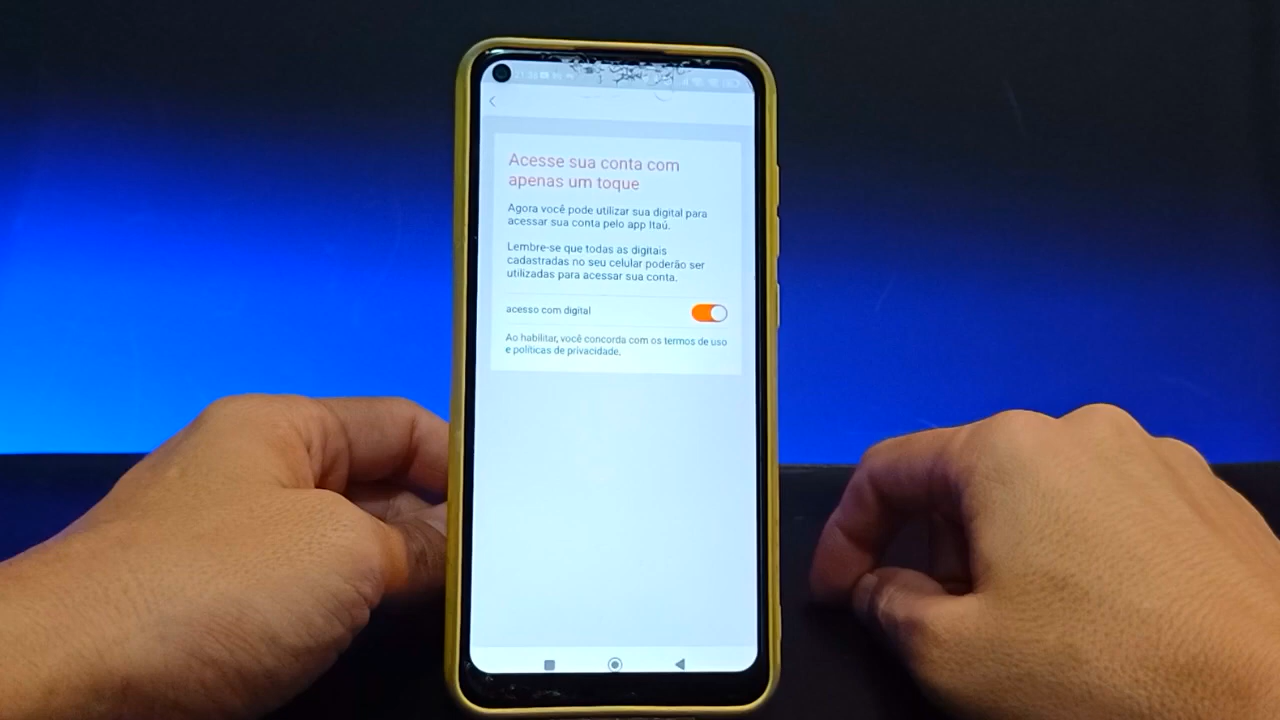 Acesse sua conta com
apenas um toque
Agora você pode utilizar sua digital para
acessar sua conta pelo app Itaú.
Lembre-se que todas as digitais
cadastradas no seu celular poderão ser
utilizadas para acessar sua conta.
acesso com digital
Ao habilitar, você concorda com os termos de uso
e políticas de privacidade.